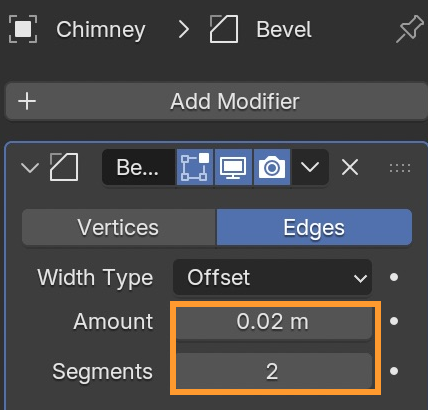 Chimney > Bevel
+ Add Modifier
Be...
Vertices Edges
Width Type Offset
Amount 0.02 m
Segments 2